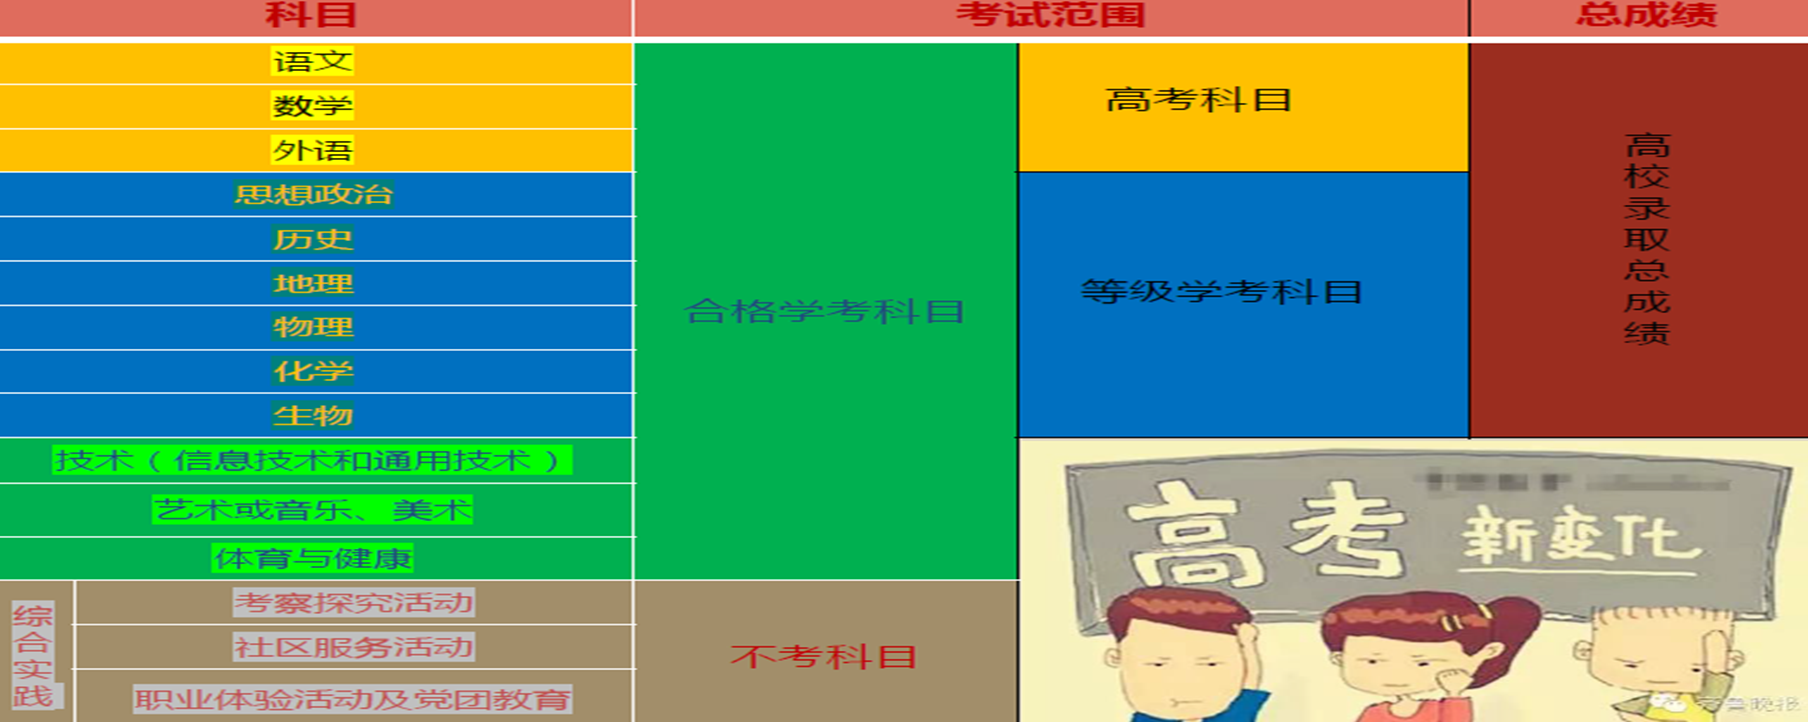 科目
考试范围
总成绩
语文
数学
外语
思想政治
历史
地理
物理
化学
生物
技术（信息技术和通用技术）
艺术或音乐、美术
体育与健康
综合实践
考察探究活动
社区服务活动
职业体验活动及党团教育
合格学考科目
不考科目
高考科目
等级学考科目
高校录取总成绩
高考 新变化
齐鲁晚报